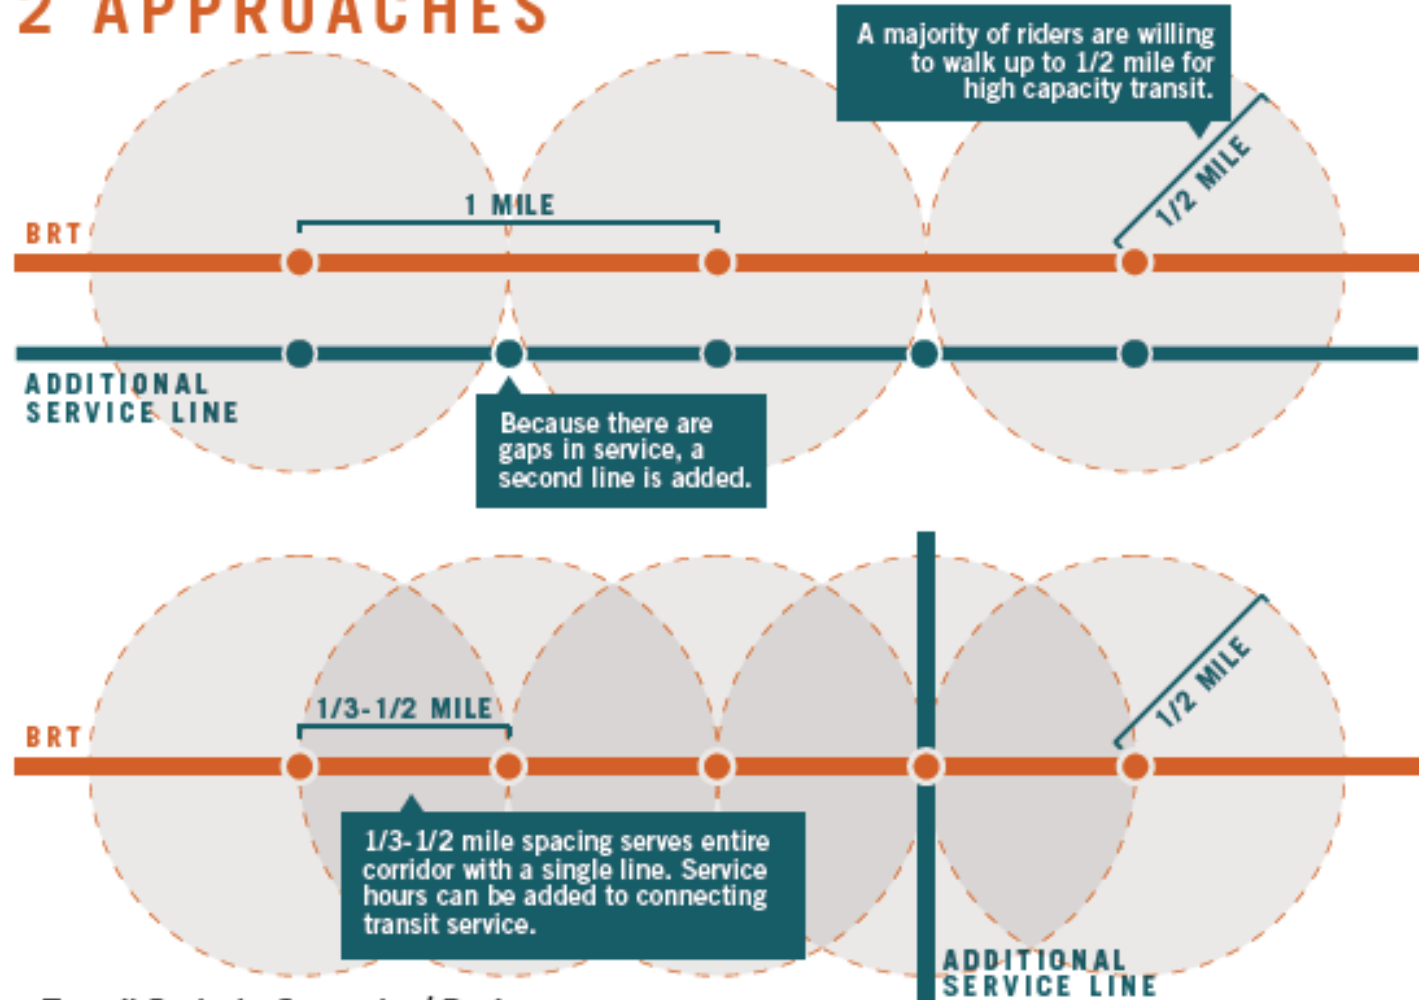 2 APPROACHES
A majority of riders are willing
to walk up to 1/2 mile for
high capacity transit.
1/2 MILE
1 MILE
BRT
ADDITIONAL
SERVICE LINE
Because there are
gaps in service, a
second line is added.
1/2 MILE
1/3-1/2 MILE
BRT
1/3-1/2 mile spacing serves entire
corridor with a single line. Service
hours can be added to connecting
transit service.
ADDITIONAL
SERVICE LINE